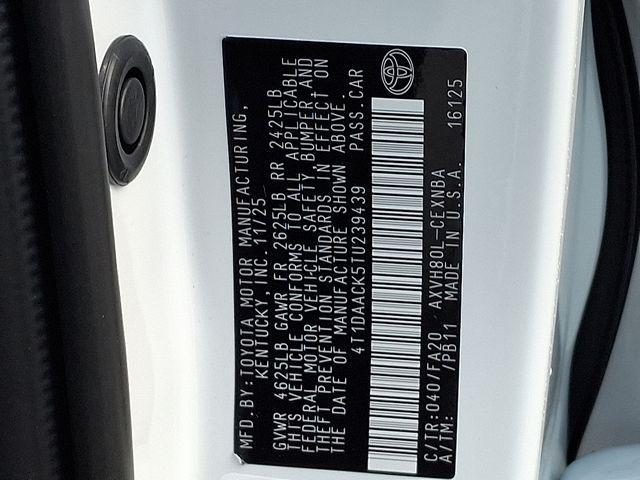 MFD. BY: TOYOTA MOTOR MANUFACTURING,
KENTUCKY, INC. 11/25
GVWR 4625LB GAWR FR 2625LB RR 2425LB
THIS VEHICLE CONFORMS TO ALL APPLICABLE
FEDERAL MOTOR VEHICLE SAFETY, BUMPER, AND
THEFT PREVENTION STANDARDS IN EFFECT ON
THE DATE OF MANUFACTURE SHOWN ABOVE.
4T1DAACK5TU239439 PASS. CAR
C/TR: 040/FA20 AXVH80L-CEXNBA
A/TM: /PB11 MADE IN U.S.A. 16125